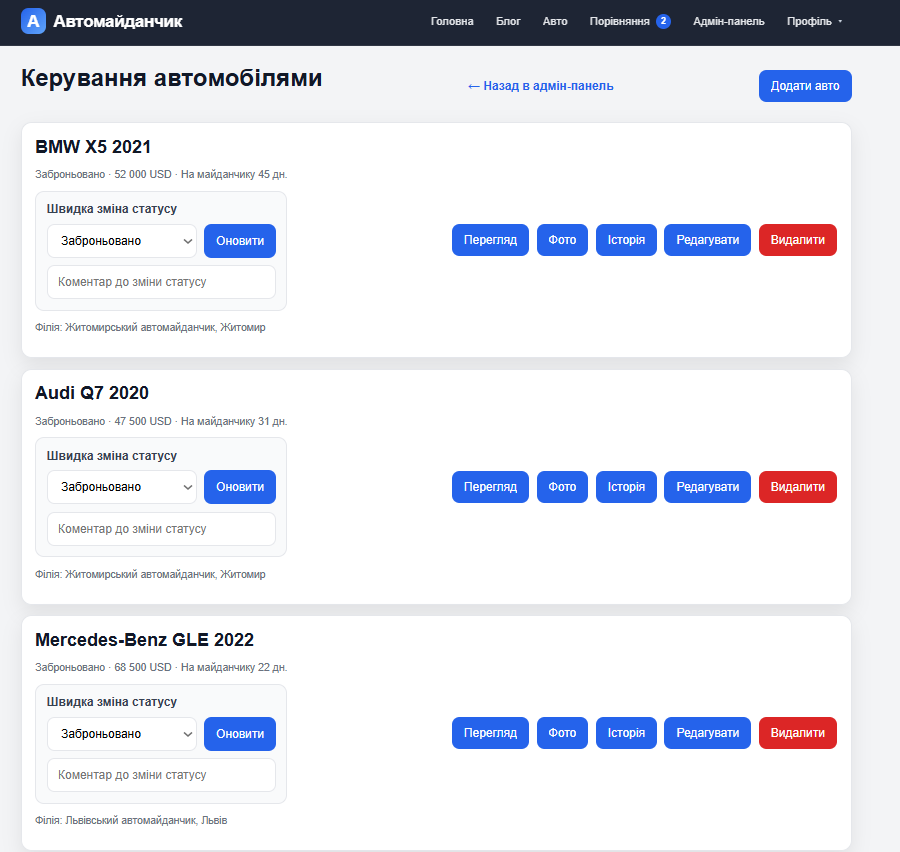 А Автомайданчик
Головна Блог Авто Порівняння 2 Адмін-панель Профіль
Керування автомобілями
← Назад в адмін-панель
Додати авто
BMW X5 2021
Заброньовано · 52 000 USD · На майданчику 45 дн.
Швидка зміна статусу
Заброньовано Оновити
Коментар до зміни статусу
Філія: Житомирський автомайданчик, Житомир
Перегляд Фото Історія Редагувати Видалити
Audi Q7 2020
Заброньовано · 47 500 USD · На майданчику 31 дн.
Швидка зміна статусу
Заброньовано Оновити
Коментар до зміни статусу
Філія: Житомирський автомайданчик, Житомир
Перегляд Фото Історія Редагувати Видалити
Mercedes-Benz GLE 2022
Заброньовано · 68 500 USD · На майданчику 22 дн.
Швидка зміна статусу
Заброньовано Оновити
Коментар до зміни статусу
Філія: Львівський автомайданчик, Львів
Перегляд Фото Історія Редагувати Видалити